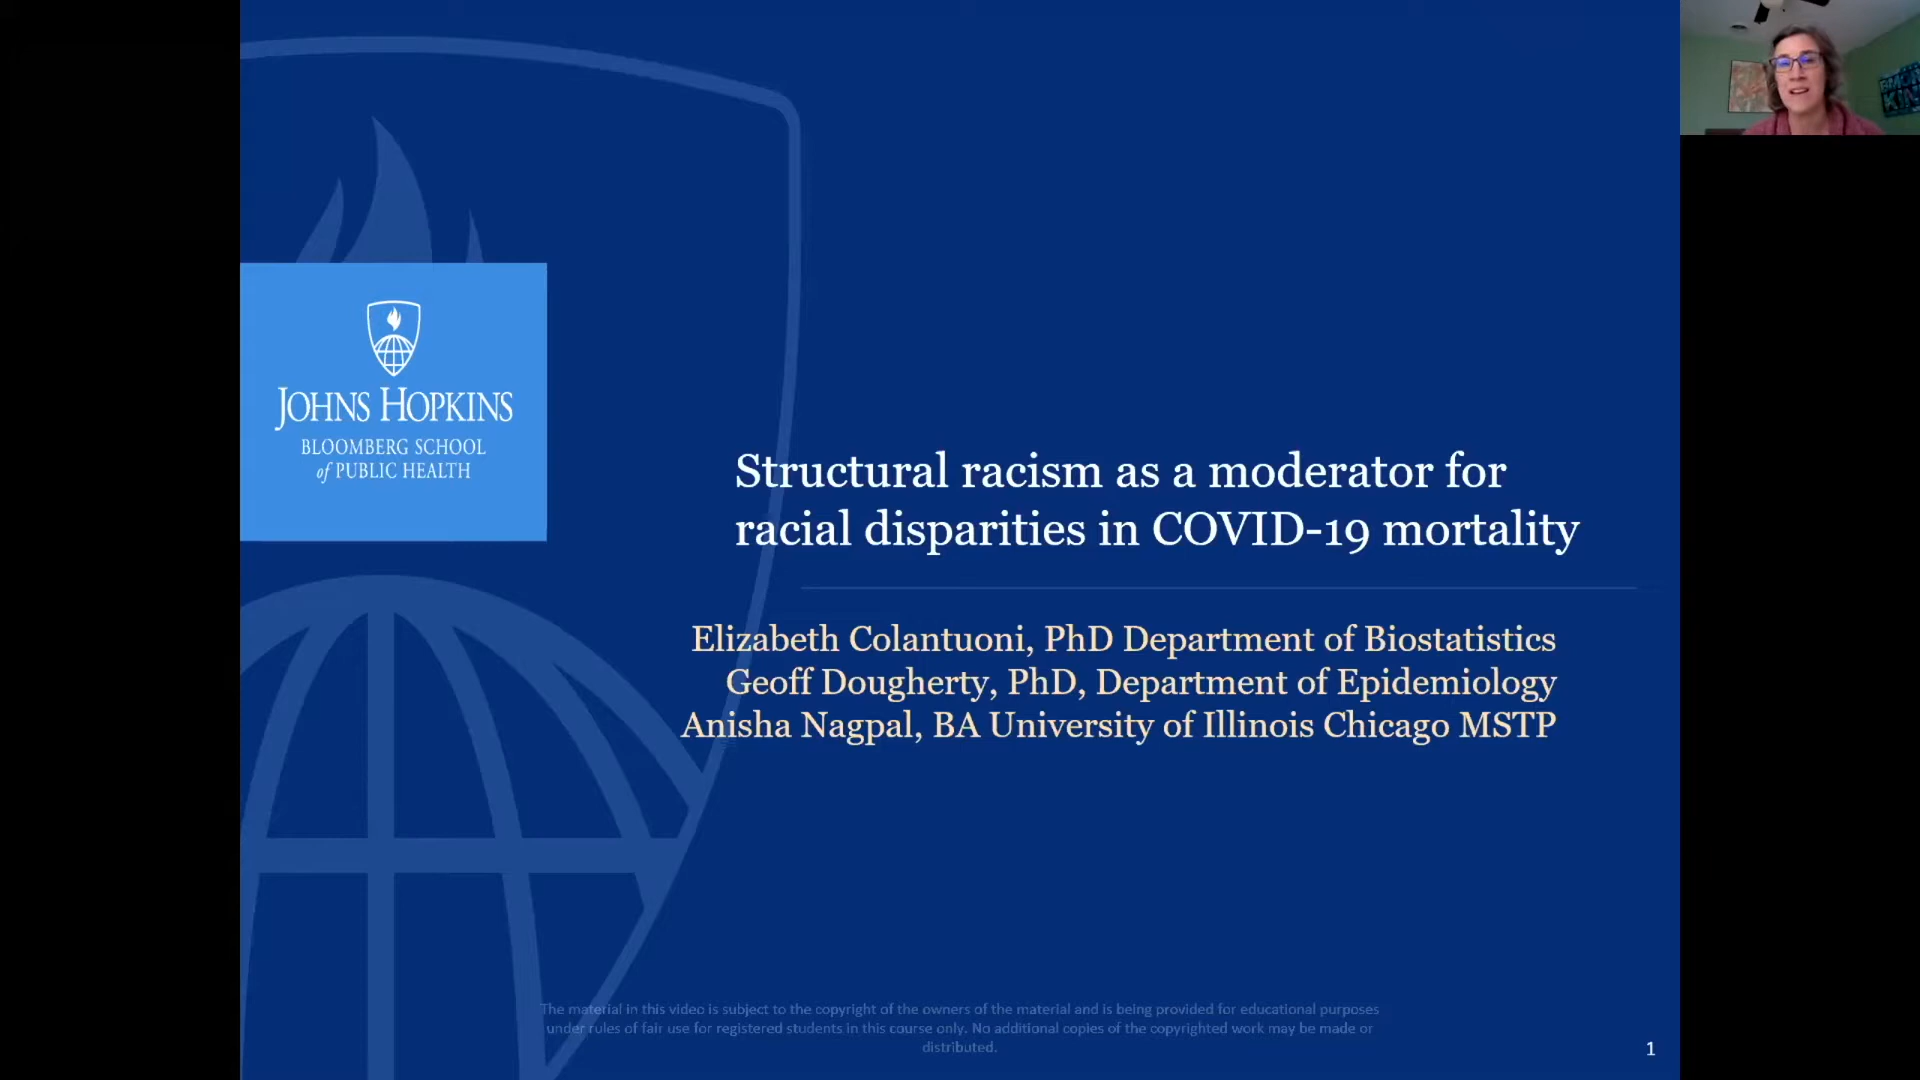 JOHNS HOPKINS
BLOOMBERG SCHOOL
of PUBLIC HEALTH
Structural racism as a moderator for
racial disparities in COVID-19 mortality
Elizabeth Colantuoni, PhD Department of Biostatistics
Geoff Dougherty, PhD, Department of Epidemiology
Anisha Nagpal, BA University of Illinois Chicago MSTP
The material in this video is subject to the copyright of the owners of the material and is being provided for educational purposes
under rules of fair use for registered students in this course only. No additional copies of the copyrighted work may be made or
distributed.
1